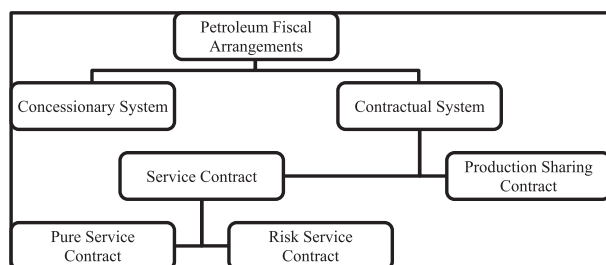 Petroleum Fiscal
Arrangements
Concessionary System
Contractual System
Service Contract
Production Sharing
Contract
Pure Service
Contract
Risk Service
Contract